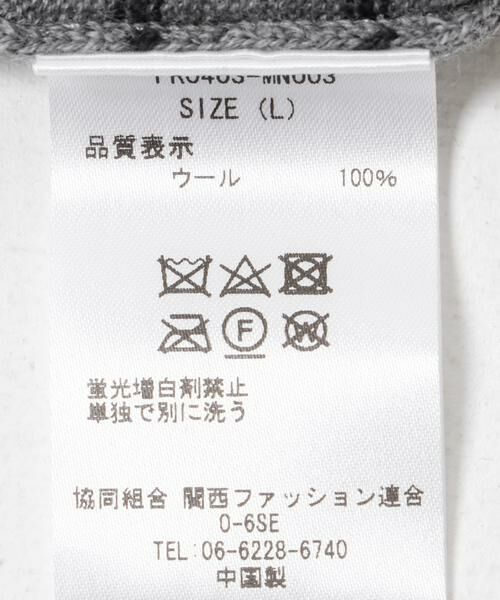 SIZE (L)
品質表示
ウール 100%
F
W
蛍光増白剤禁止
単独で別に洗う
協同組合 関西ファッション連合
O-6SE
TEL:06-6228-6740
中国製